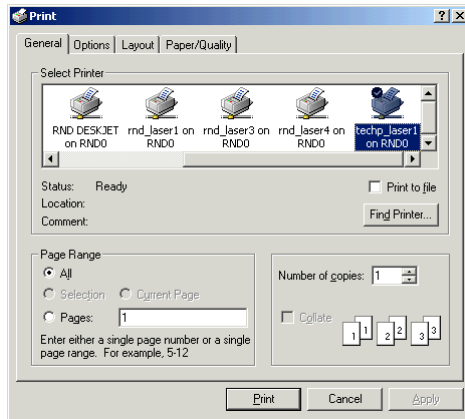 Print
General Options Layout Paper/Quality
Select Printer
RND DESKJET on RND0
rnd_laser1 on RND0
rnd_laser3 on RND0
rnd_laser4 on RND0
techp_laser1 on RND0
Status: Ready
Location:
Comment:
Print to file
Find Printer...
Page Range
All
Selection Current Page
Pages: 1
Enter either a single page number or a single
page range. For example, 5-12
Number of copies: 1
Collate
1 1 2 2 3 3
Print Cancel Apply